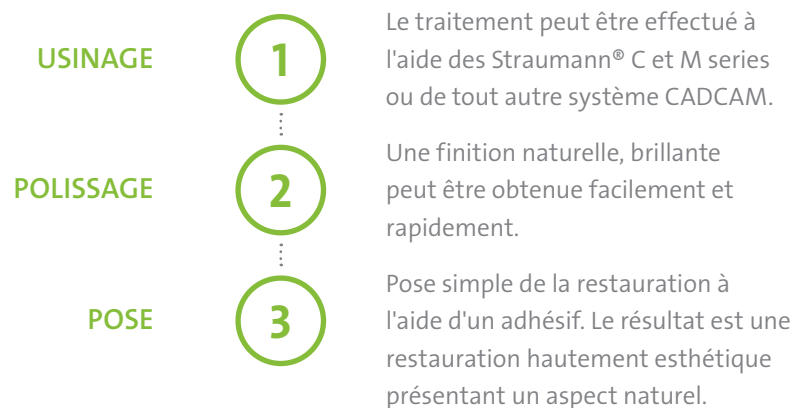 USINAGE
1
Le traitement peut être effectué à
l'aide des Straumann® C et M series
ou de tout autre système CADCAM.
POLISSAGE
2
Une finition naturelle, brillante
peut être obtenue facilement et
rapidement.
POSE
3
Pose simple de la restauration à
l'aide d'un adhésif. Le résultat est une
restauration hautement esthétique
présentant un aspect naturel.